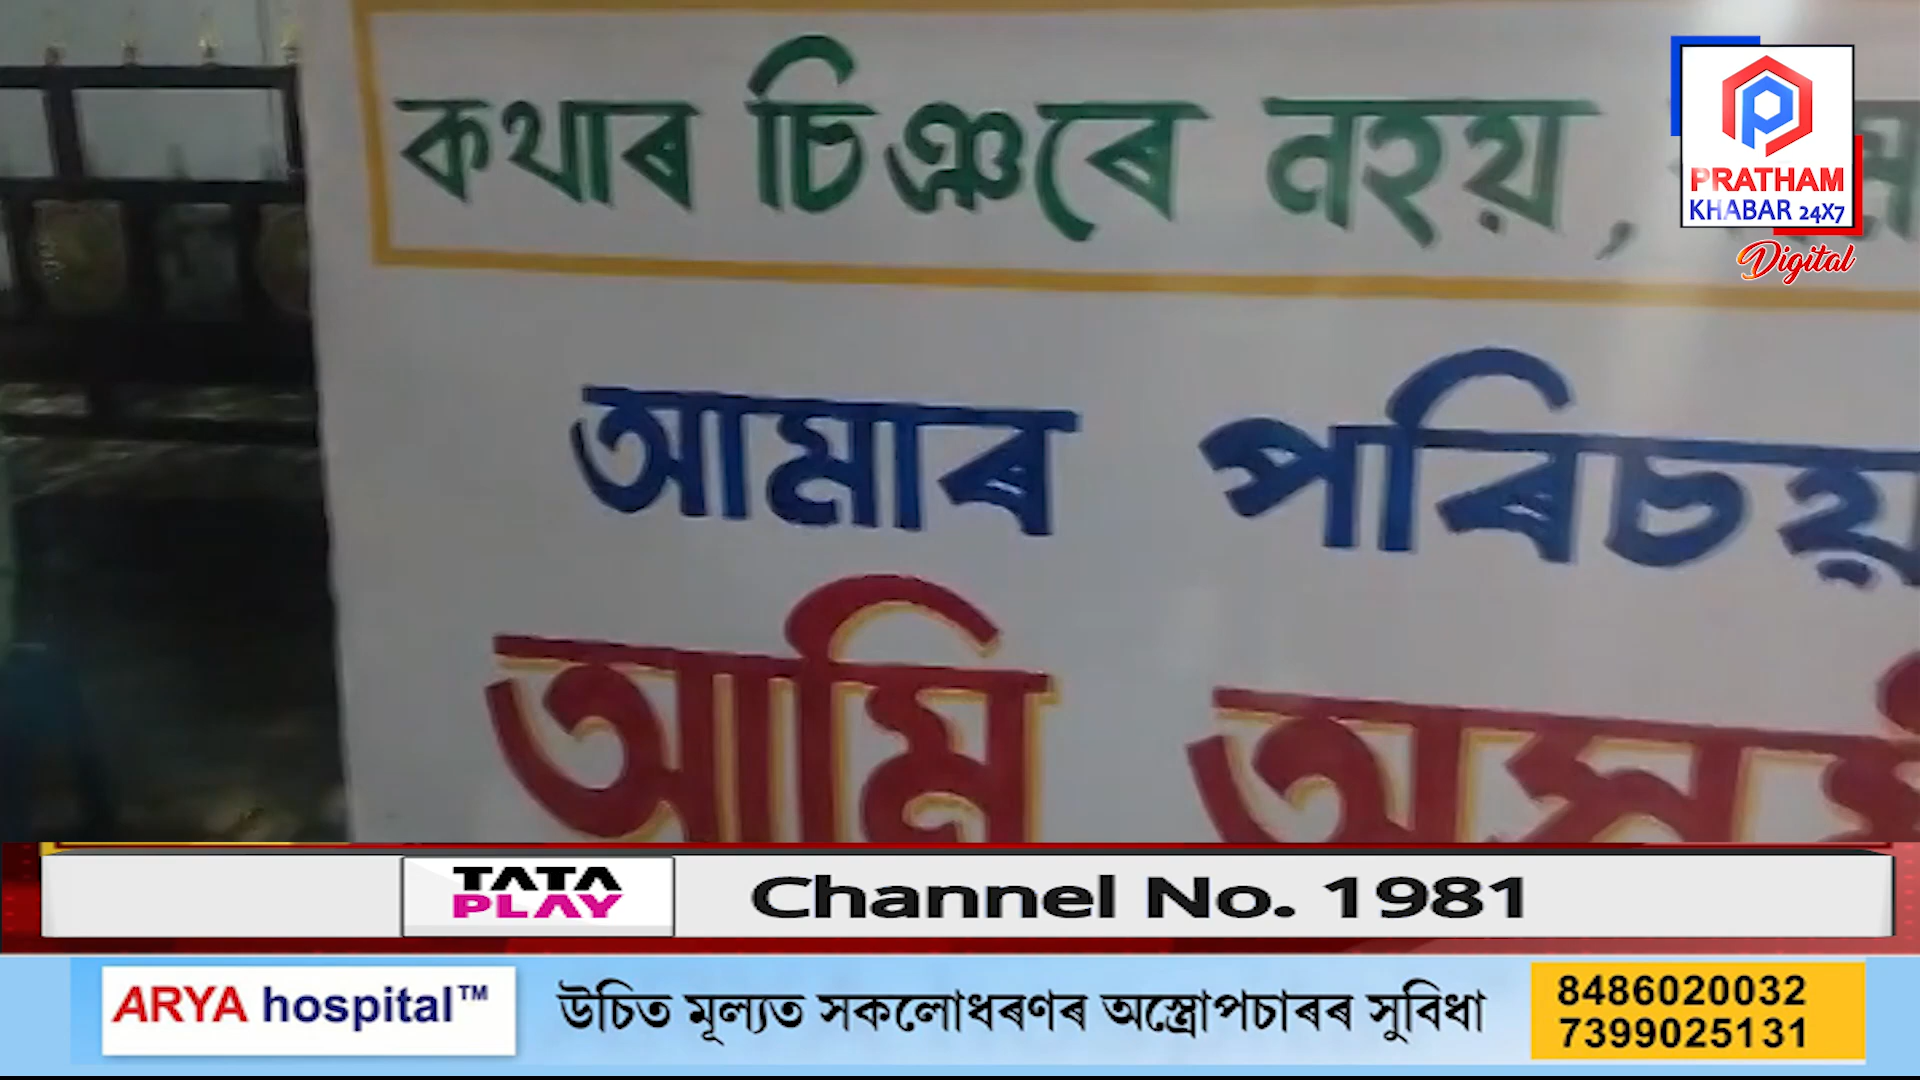 কথাৰ চিঞৰে নহয়,
PRATHAM
KHABAR 24X7
Digital
আমাৰ পৰিচয়
আমি
TATA PLAY Channel No. 1981
ARYA hospital™ উচিত মূল্যত সকলোধৰণৰ অস্ত্ৰোপচাৰৰ সুবিধা 8486020032
7399025131